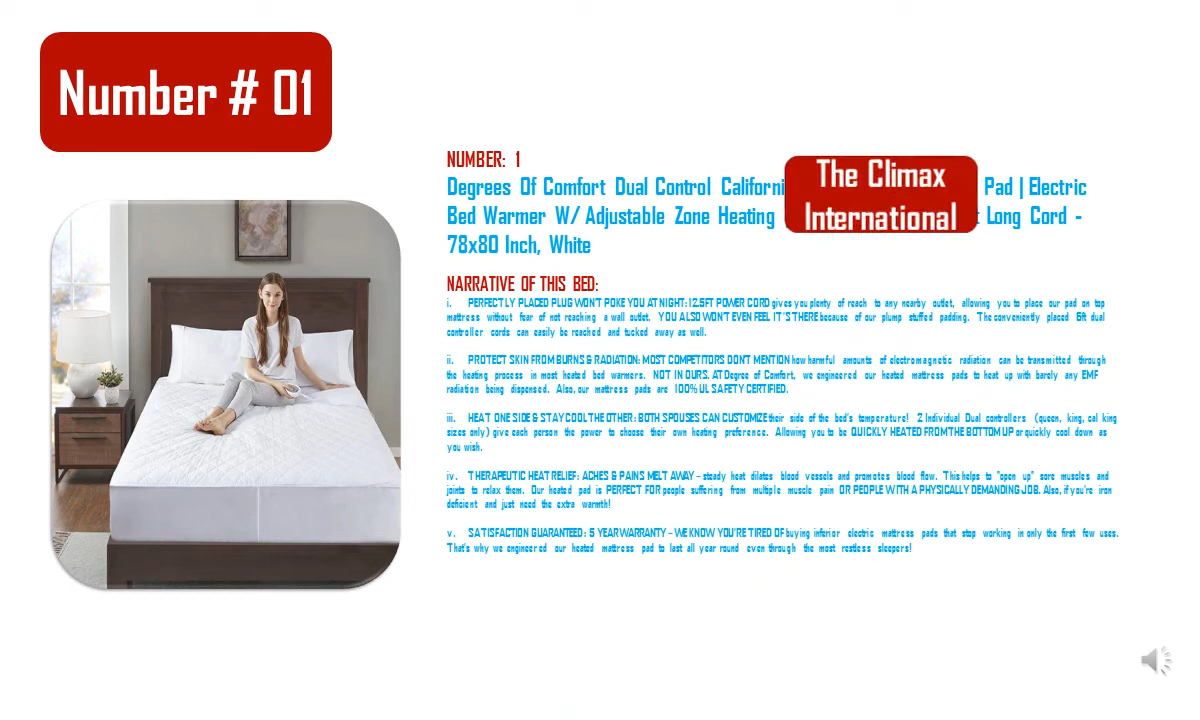 Number # 01
NUMBER: 1
The Climax
International
Degrees Of Comfort Dual Control Californi Pad | Electric
Bed Warmer W/ Adjustable Zone Heating t Long Cord -
78x80 Inch, White
NARRATIVE OF THIS BED:
i. PERFECTLY PLACED PLUG WON'T POKE YOU AT NIGHT: 12.5FT POWER CORD gives you plenty of reach to any nearby outlet, allowing you to place our pad on top
mattress without fear of not reaching a wall outlet. YOU ALSO WON'T EVEN FEEL IT'S THERE because of our plump stuffed padding. The conveniently placed 6ft dual
controller cords can easily be reached and tucked away as well.
ii. PROTECT SKIN FROM BURNS & RADIATION: MOST COMPETITORS DON'T MENTION how harmful amounts of electromagnetic radiation can be transmitted through
the heating process in most heated bed warmers. NOT IN OURS. AT Degree of Comfort, we engineered our heated mattress pads to heat up with barely any EMF
radiation being dispensed. Also, our mattress pads are 100% UL SAFETY CERTIFIED.
iii. HEAT ONE SIDE & STAY COOL THE OTHER: BOTH SPOUSES CAN CUSTOMIZE their side of the bed's temperature! 2 Individual Dual controllers (queen, king, cal king
sizes only) give each person the power to choose their own heating preference. Allowing you to be QUICKLY HEATED FROM THE BOTTOM UP or quickly cool down as
you wish.
iv. THERAPEUTIC HEAT RELIEF: ACHES & PAINS MELT AWAY – steady heat dilates blood vessels and promotes blood flow. This helps to "open up" sore muscles and
joints to relax them. Our heated pad is PERFECT FOR people suffering from multiple muscle pain OR PEOPLE WITH A PHYSICALLY DEMANDING JOB. Also, if you're iron
deficient and just need the extra warmth!
v. SATISFACTION GUARANTEED: 5 YEAR WARRANTY – WE KNOW YOU'RE TIRED OF buying inferior electric mattress pads that stop working in only the first few uses.
That's why we engineered our heated mattress pad to last all year round even through the most restless sleepers!